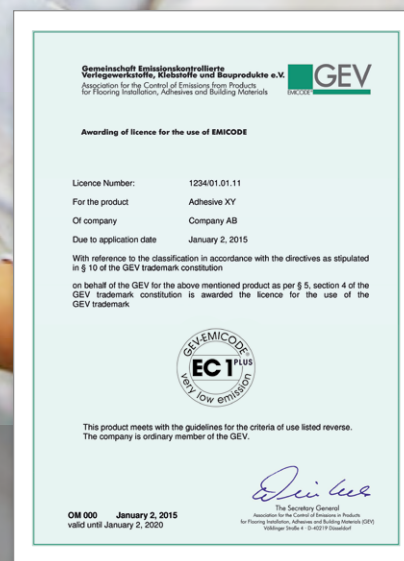 Gemeinschaft Emissionskontrollierte
Verlegewerkstoffe, Klebstoffe und Bauprodukte e.V.
Association for the Control of Emissions from Products
for Flooring Installation, Adhesives and Building Materials
GEV
EMICODE®
Awarding of licence for the use of EMICODE
Licence Number: 1234/01.01.11
For the product Adhesive XY
Of company Company AB
Due to application date January 2, 2015
With reference to the classification in accordance with the directives as stipulated
in § 10 of the GEV trademark constitution
on behalf of the GEV for the above mentioned product as per § 5, section 4 of the
GEV trademark constitution is awarded the licence for the use of the
GEV trademark
GEV-EMICODE®
EC1PLUS
very low emission
This product meets with the guidelines for the criteria of use listed reverse.
The company is ordinary member of the GEV.
OM 000 January 2, 2015
valid until January 2, 2020
The Secretary General
Association for the Control of Emissions in Products
for Flooring Installation, Adhesives and Building Materials (GEV)
Völklinger Straße 4 · D-40219 Düsseldorf